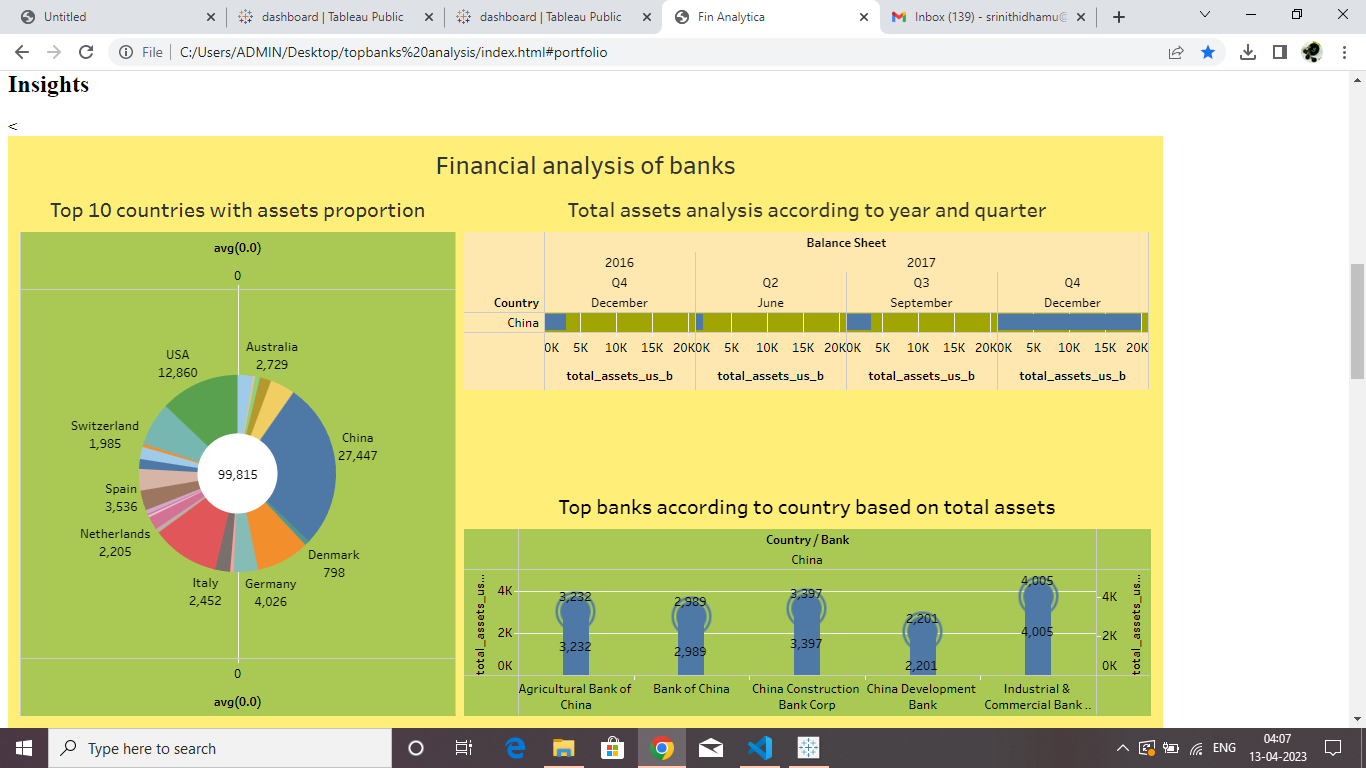 Untitled
dashboard | Tableau Public
dashboard | Tableau Public
Fin Analytica
Inbox (139) - srinithidhamu@
File
C:/Users/ADMIN/Desktop/topbanks%20analysis/index.html#portfolio
Insights
<
Financial analysis of banks
Top 10 countries with assets proportion
avg(0.0)
0
USA
12,860
Australia
2,729
Switzerland
1,985
China
27,447
99,815
Spain
3,536
Netherlands
2,205
Denmark
798
Italy
2,452
Germany
4,026
0
avg(0.0)
Total assets analysis according to year and quarter
Balance Sheet
2016 2017
Q4 Q2 Q3 Q4
Country December June September December
China
0K 5K 10K 15K 20K 0K 5K 10K 15K 20K 0K 5K 10K 15K 20K 0K 5K 10K 15K 20K
total_assets_us_b total_assets_us_b total_assets_us_b total_assets_us_b
Top banks according to country based on total assets
Country / Bank
China
total_assets_us...
4K
2K
0K
3,232 2,989 3,397 2,201 4,005
3,232 2,989 3,397 2,201 4,005
4K
2K
0K
total_assets_us...
Agricultural Bank of
China
Bank of China
China Construction
Bank Corp
China Development
Bank
Industrial &
Commercial Bank ..
Type here to search
ENG
04:07
13-04-2023